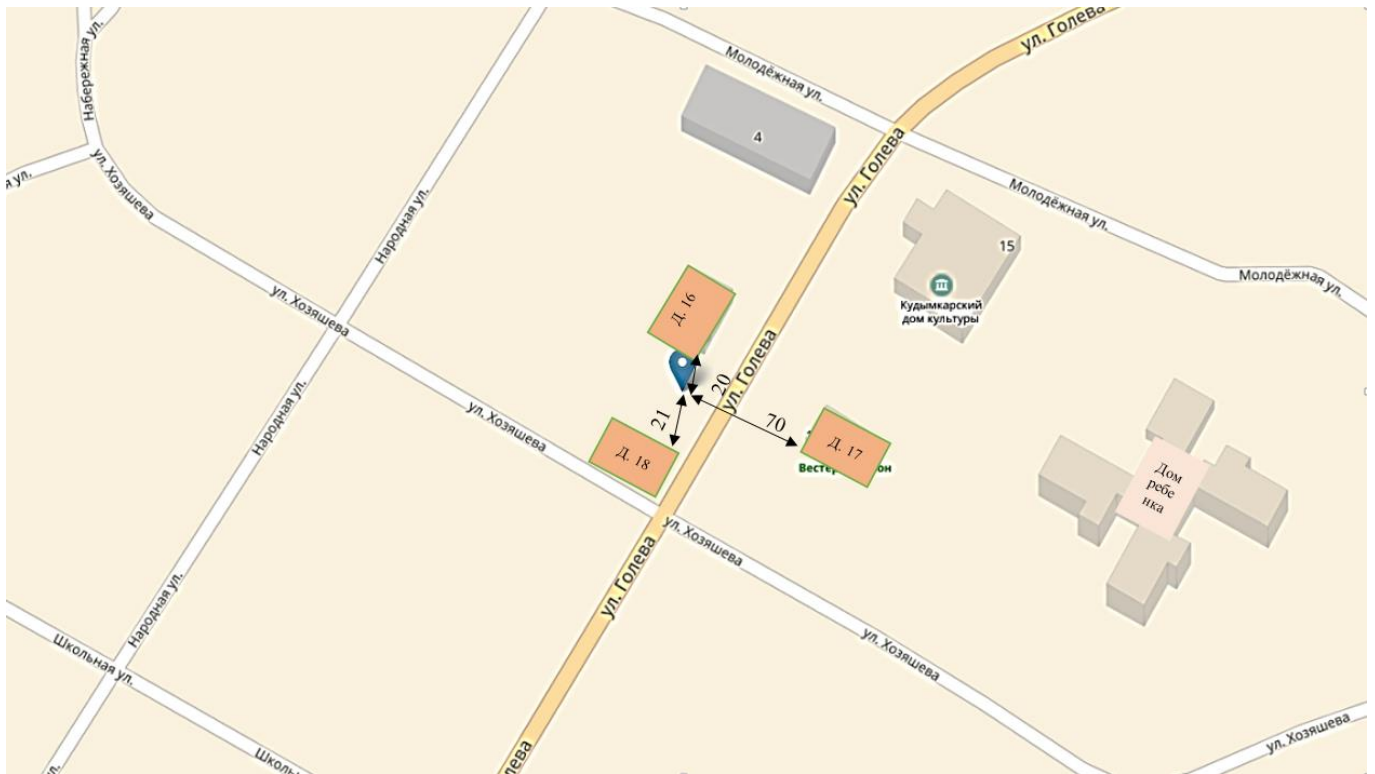 ул. Голева
Молодёжная ул.
Набережная ул.
4
ул. Голева
я ул.
ул. Хозяшева
Народная ул.
Молодёжная ул.
15
Кудымкарский
дом культуры
Молодёжная ул.
ул. Хозяшева
Д. 16
ул. Голева
20
Народная ул.
ул. Хозяшева
21
70
Д. 18
Д. 17
Дом
ребе
нка
ул. Хозяшева
ул. Голева
Народная ул.
Школьная ул.
ул. Хозяшева
ул. Хозяшева